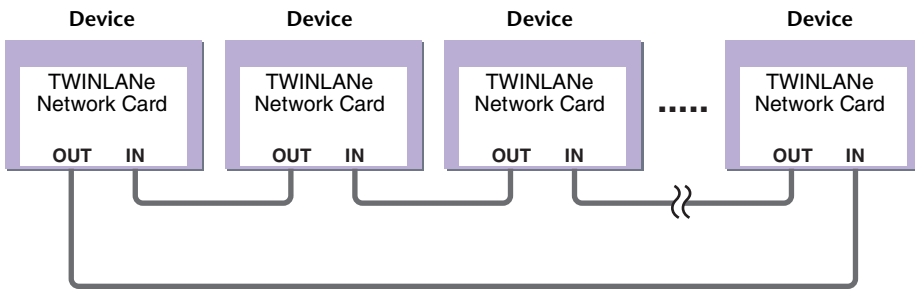 Device Device Device Device
TWINLANe TWINLANe TWINLANe TWINLANe
Network Card Network Card Network Card ..... Network Card
OUT IN OUT IN OUT IN OUT IN